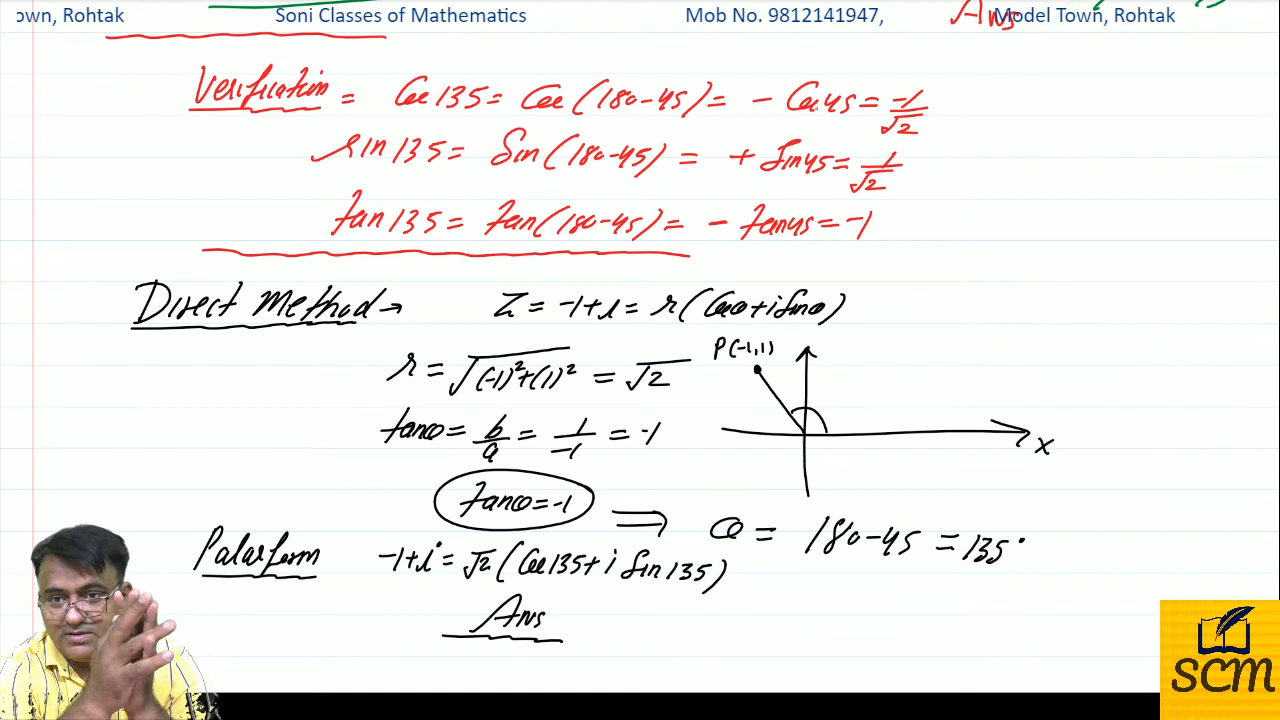 own, Rohtak Soni Classes of Mathematics Mob No. 9812141947, Model Town, Rohtak
Ans
Verification = Cos 135 = Cos (180-45) = - Cos 45 = -1/√2
Sin 135 = Sin (180-45) = + Sin 45 = 1/√2
tan 135 = tan (180-45) = - tan 45 = -1
Direct Method → Z = -1+i = r (Cosθ + i Sinθ)
P(-1,1)
r = √((-1)²+(1)²) = √2
tanθ = b/a = 1/-1 = -1
X
tanθ = -1 ⇒ θ = 180-45 = 135°
Polar form -1+i = √2 (Cos 135 + i Sin 135)
Ans
SCM